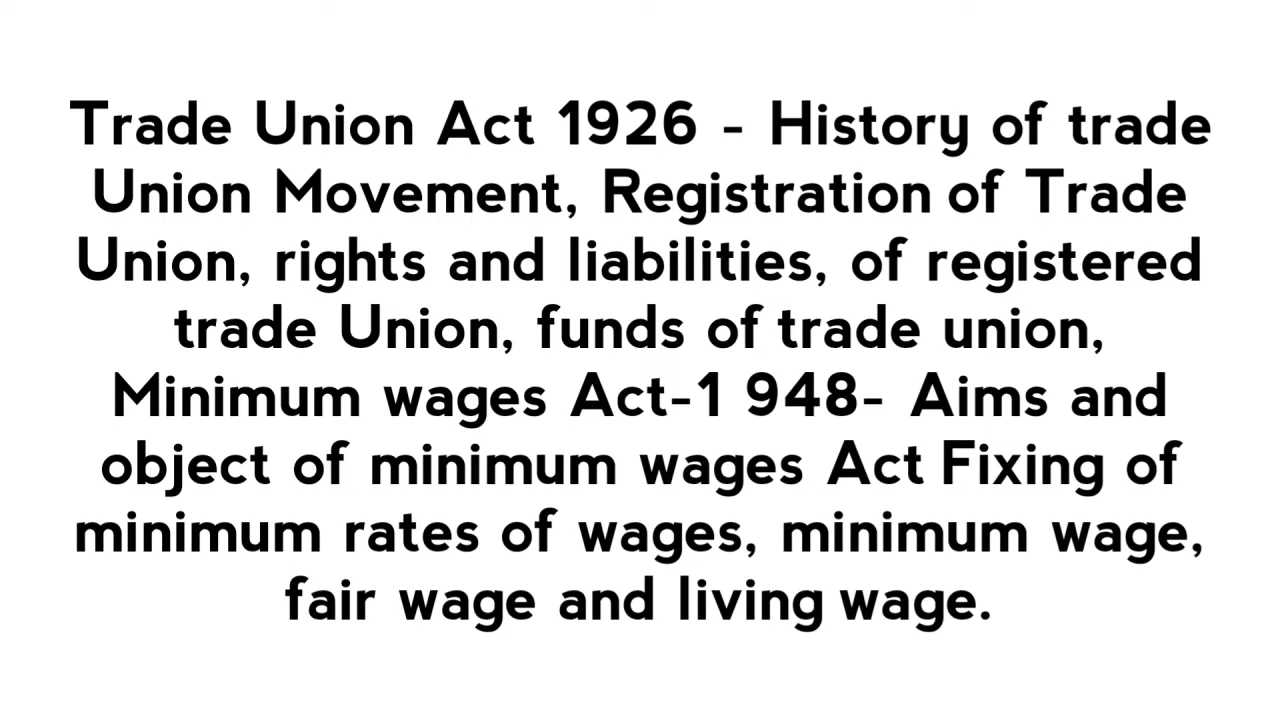 Trade Union Act 1926 - History of trade
Union Movement, Registration of Trade
Union, rights and liabilities, of registered
trade Union, funds of trade union,
Minimum wages Act-1 948- Aims and
object of minimum wages Act Fixing of
minimum rates of wages, minimum wage,
fair wage and living wage.